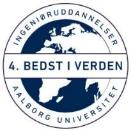 INGENIØRUDDANNELSER
4. BEDST I VERDEN
AALBORG UNIVERSITET